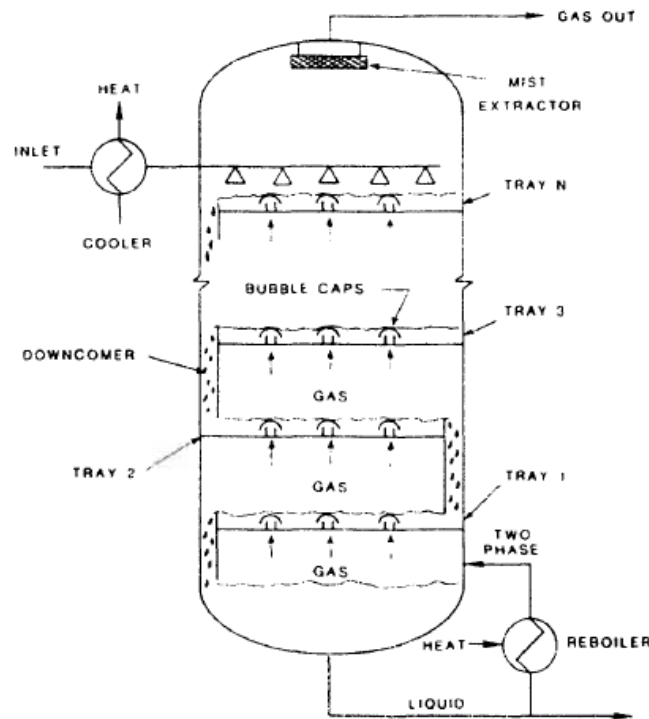 GAS OUT
MIST
EXTRACTOR
HEAT
INLET
COOLER
TRAY N
BUBBLE CAPS
TRAY 3
DOWNCOMER
GAS
TRAY 2
GAS
TRAY 1
TWO
PHASE
GAS
HEAT
REBOILER
LIQUID